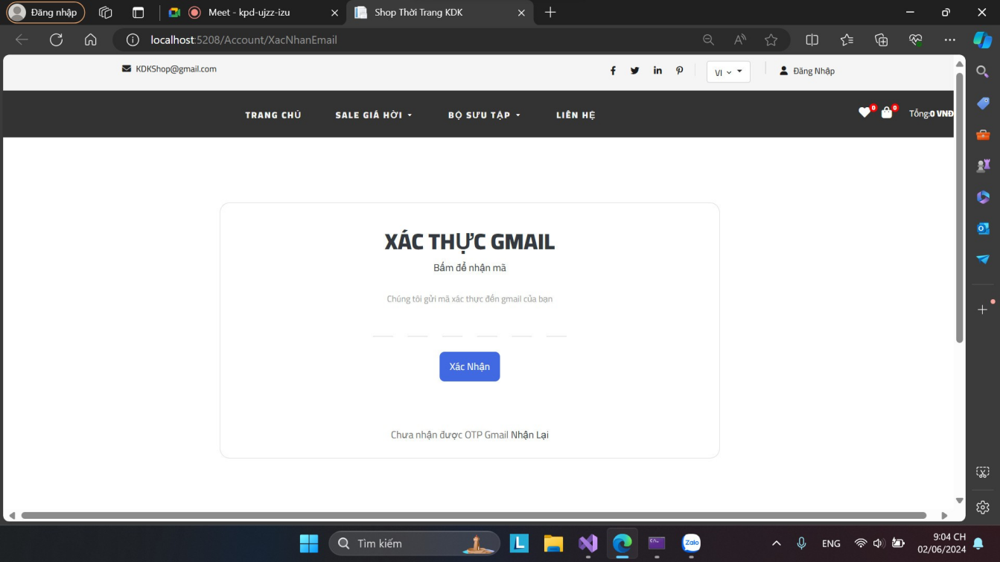 Đăng nhập
Meet - kpd-ujzz-izu
Shop Thời Trang KDK
localhost:5208/Account/XacNhanEmail
KDKShop@gmail.com
VI
Đăng Nhập
TRANG CHỦ
SALE GIÁ HỜI
BỘ SƯU TẬP
LIÊN HỆ
0
0
Tổng:0 VNĐ
XÁC THỰC GMAIL
Bấm để nhận mã
Chúng tôi gửi mã xác thực đến gmail của bạn
Xác Nhận
Chưa nhận được OTP Gmail Nhận Lại
Tìm kiếm
L
Zalo
ENG
9:04 CH
02/06/2024